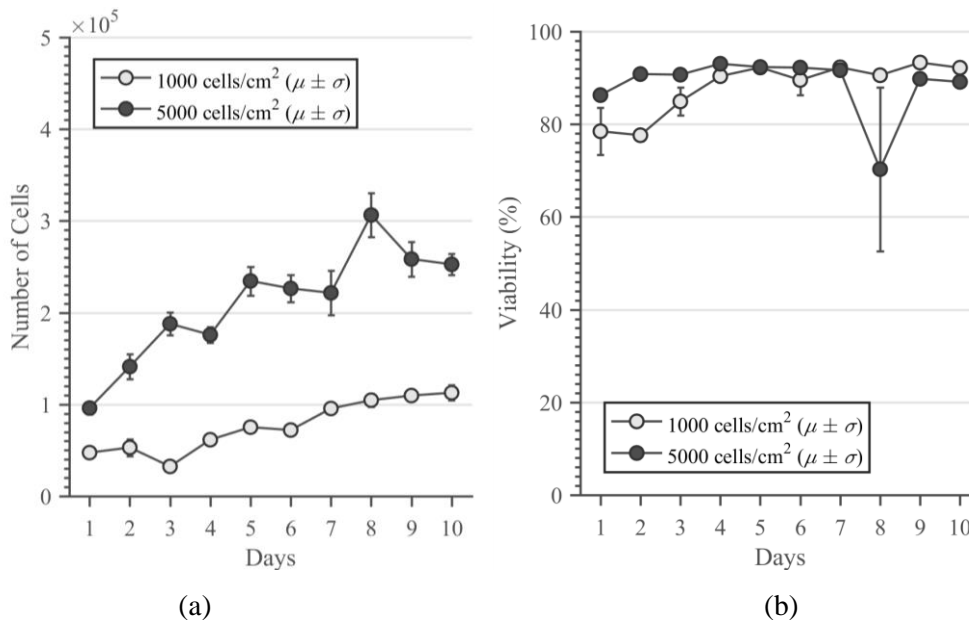 ×10⁵
5
4
3
2
1
0
Number of Cells
1000 cells/cm² (μ ± σ)
5000 cells/cm² (μ ± σ)
1 2 3 4 5 6 7 8 9 10
Days
(a)
100
80
60
40
20
0
Viability (%)
1000 cells/cm² (μ ± σ)
5000 cells/cm² (μ ± σ)
1 2 3 4 5 6 7 8 9 10
Days
(b)